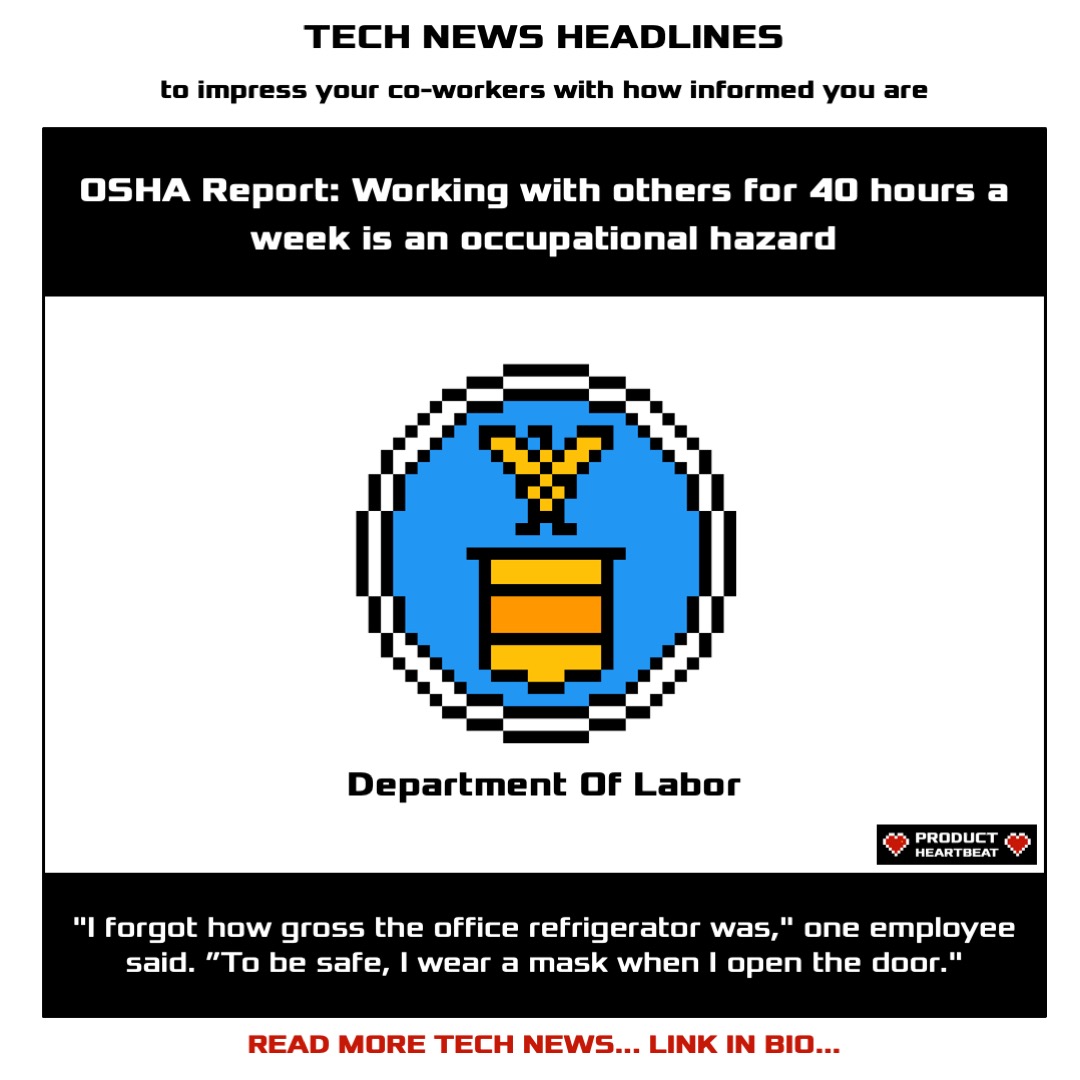 TECH NEWS HEADLINES
to impress your co-workers with how informed you are
OSHA Report: Working with others for 40 hours a
week is an occupational hazard
Department Of Labor
PRODUCT
HEARTBEAT
"I forgot how gross the office refrigerator was," one employee
said. ”To be safe, I wear a mask when I open the door."
READ MORE TECH NEWS... LINK IN BIO...